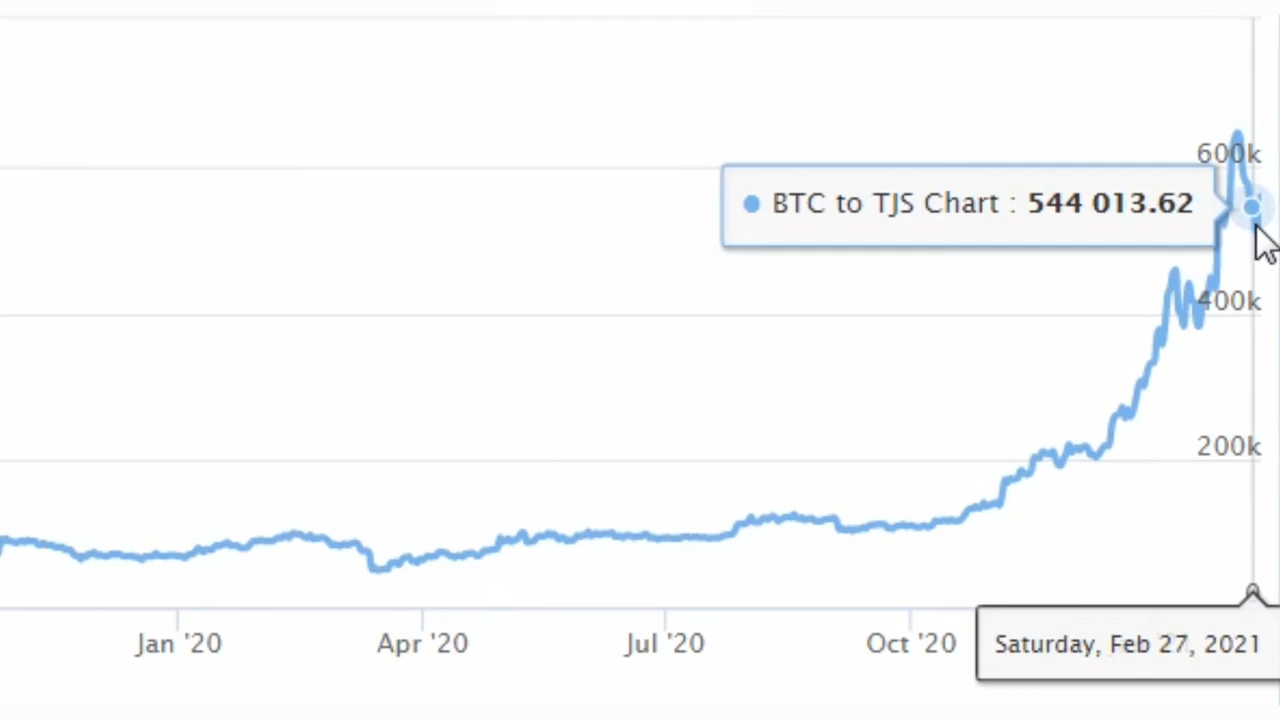 600k
BTC to TJS Chart : 544 013.62
400k
200k
Jan '20 Apr '20 Jul '20 Oct '20 Saturday, Feb 27, 2021